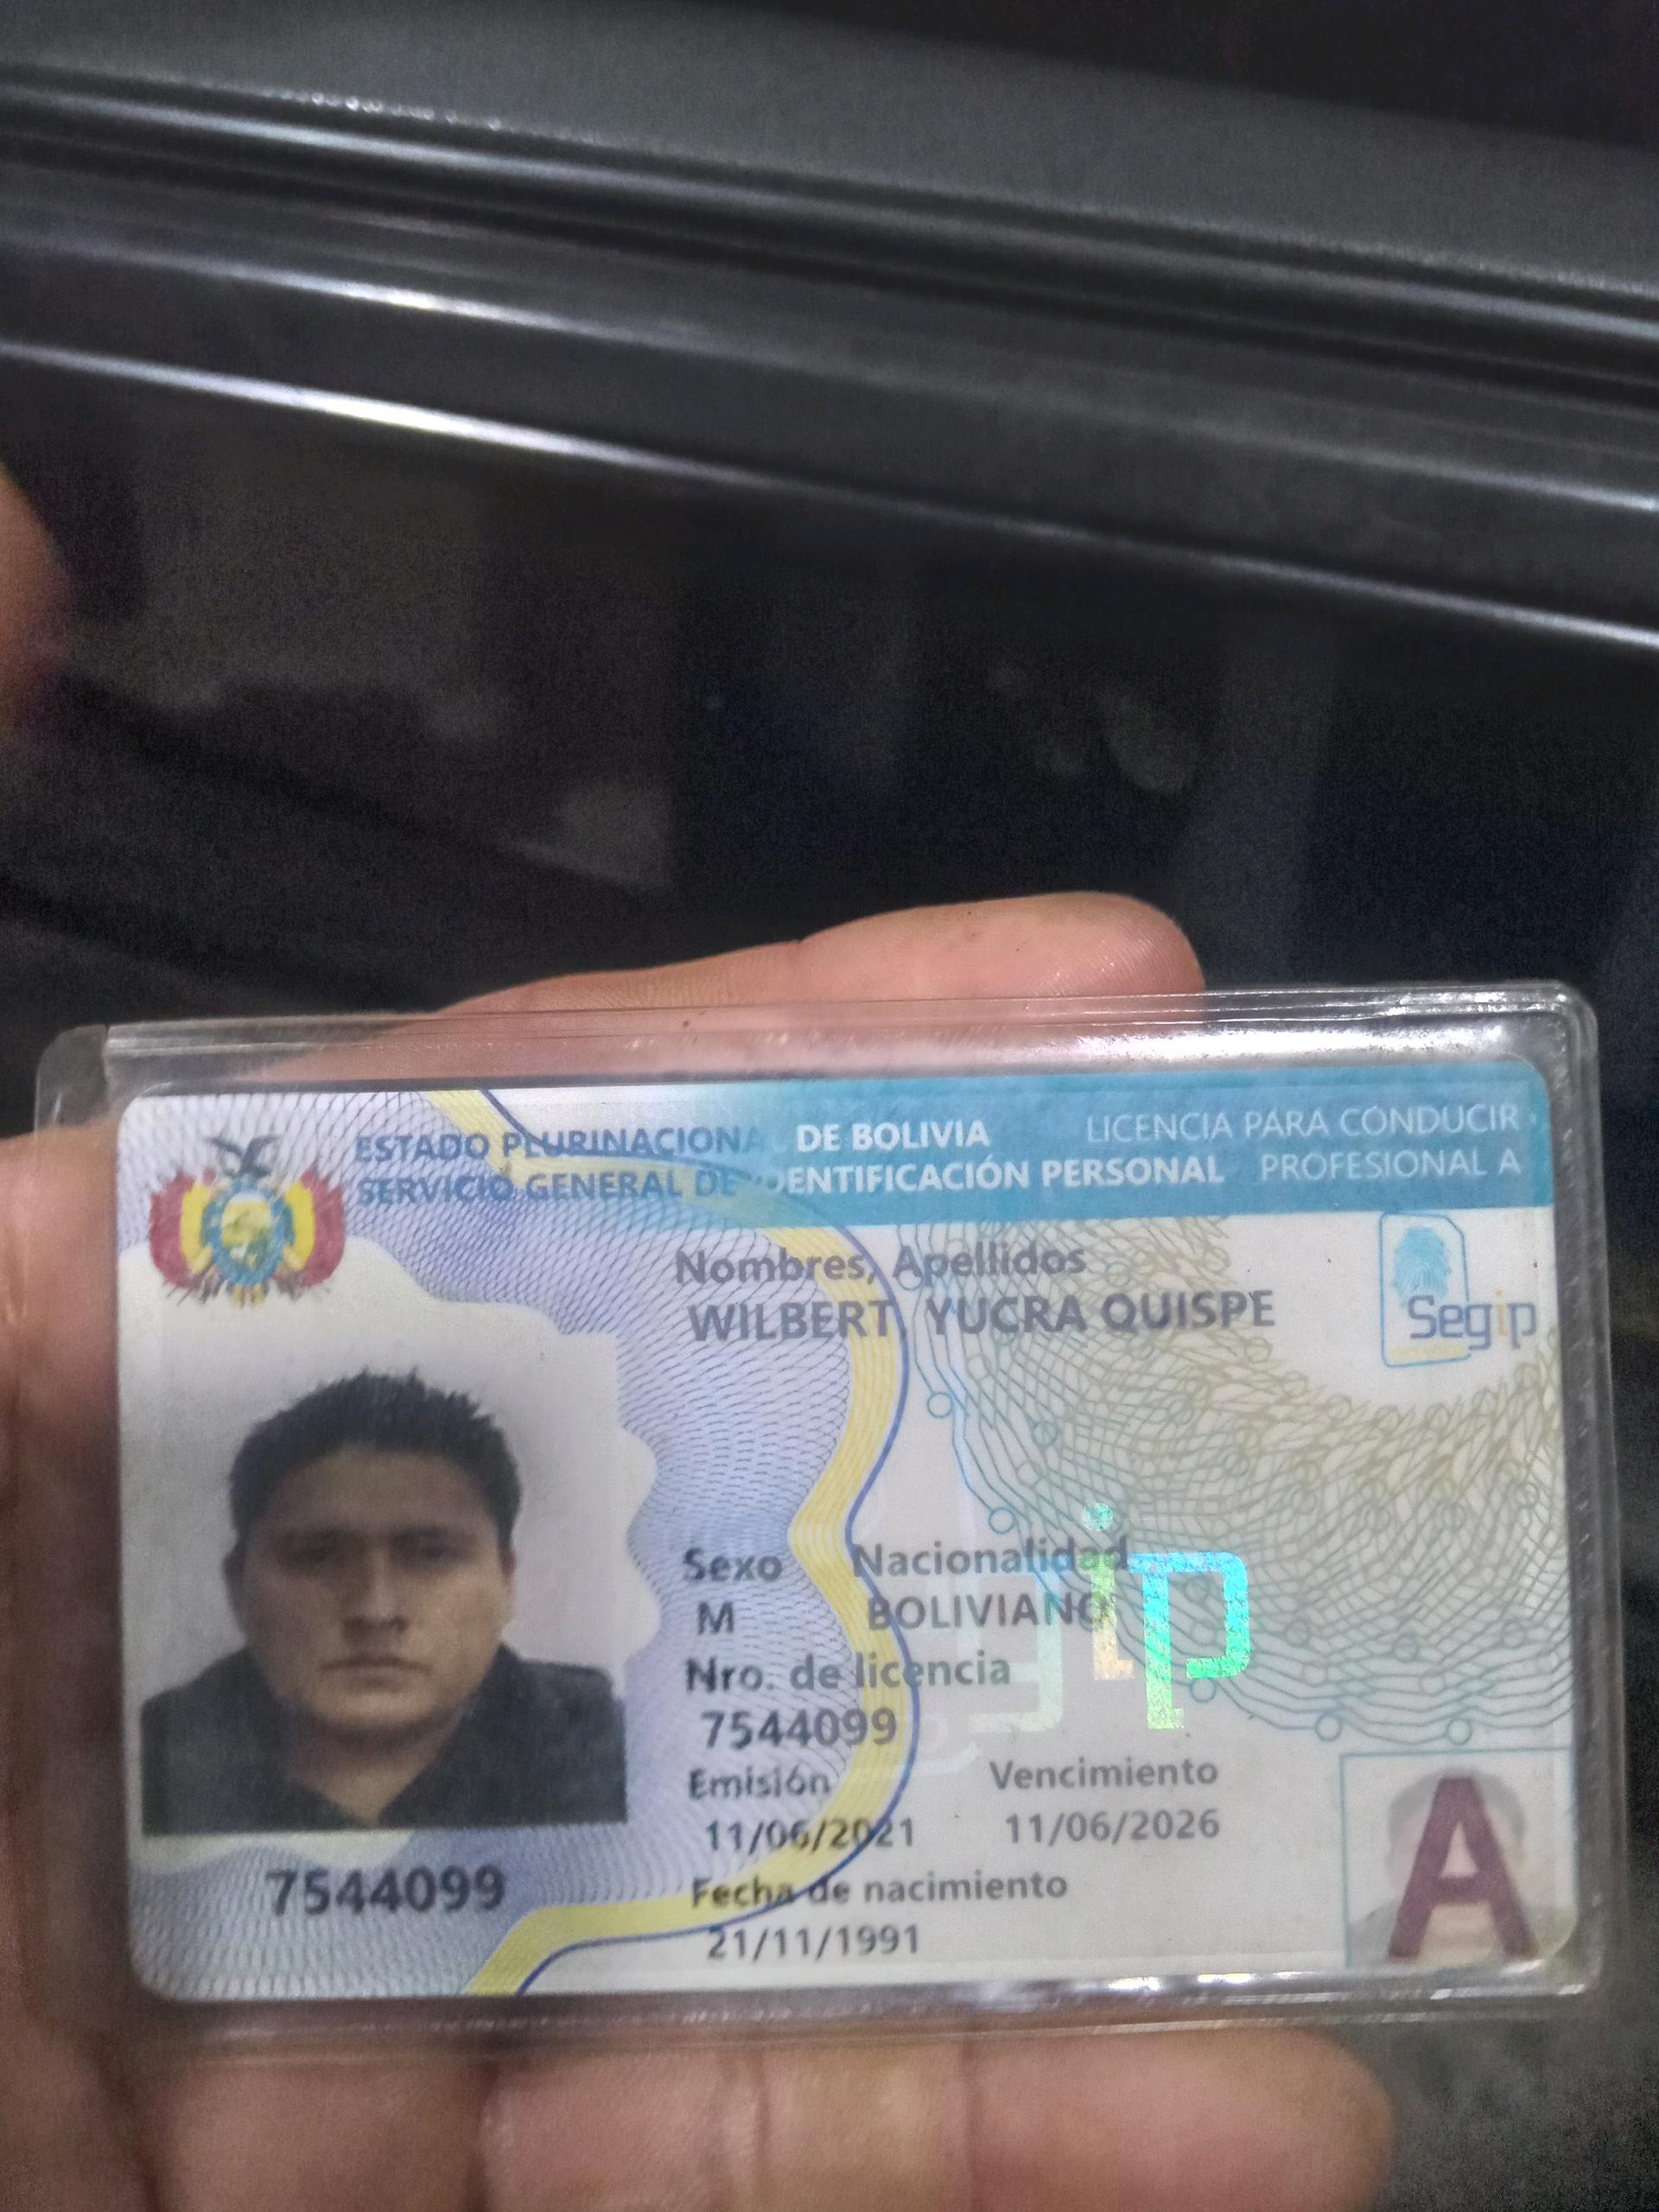 ESTADO PLURINACIONA DE BOLIVIA
SERVICIO GENERAL DE IDENTIFICACIÓN PERSONAL
LICENCIA PARA CONDUCIR
PROFESIONAL A
Segip
Nombres, Apellidos
WILBERT, YUCRA QUISPE
Sexo Nacionalidad
M BOLIVIANO
Nro. de licencia
7544099
Emisión Vencimiento
11/06/2021 11/06/2026
Fecha de nacimiento
21/11/1991
7544099
ip
A